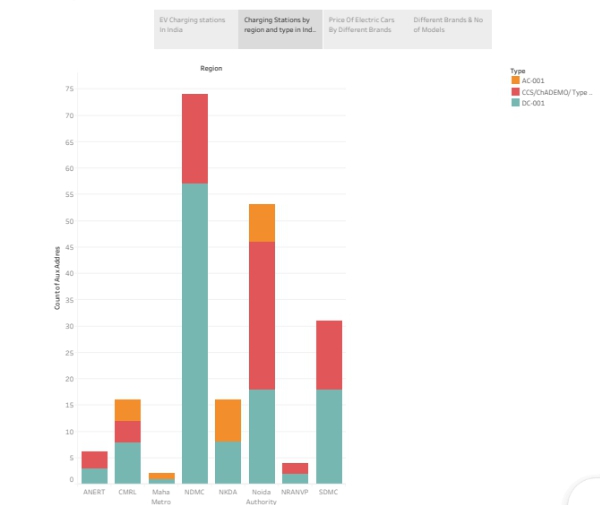 EV Charging stations
in India
Charging Stations by
region and type in Ind..
Price Of Electric Cars
By Different Brands
Different Brands & No
of Models
Region
Type
AC-001
CCS/ChADEMO/ Type ..
DC-001
Count of Aux Addres
75
70
65
60
55
50
45
40
35
30
25
20
15
10
5
0
ANERT
CMRL
Maha
Metro
NDMC
NKDA
Noida
Authority
NRANVP
SDMC